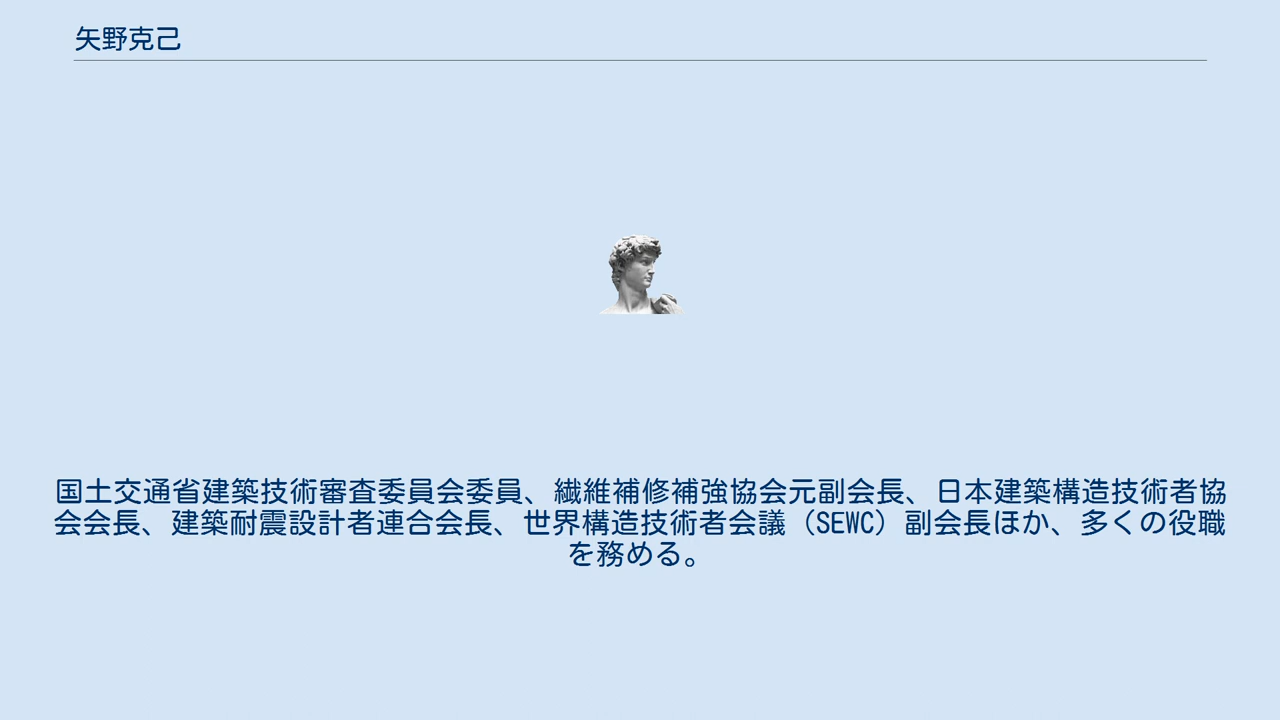 矢野克己
国土交通省建築技術審査委員会委員、繊維補修補強協会元副会長、日本建築構造技術者協
会会長、建築耐震設計者連合会長、世界構造技術者会議（SEWC）副会長ほか、多くの役職
を務める。